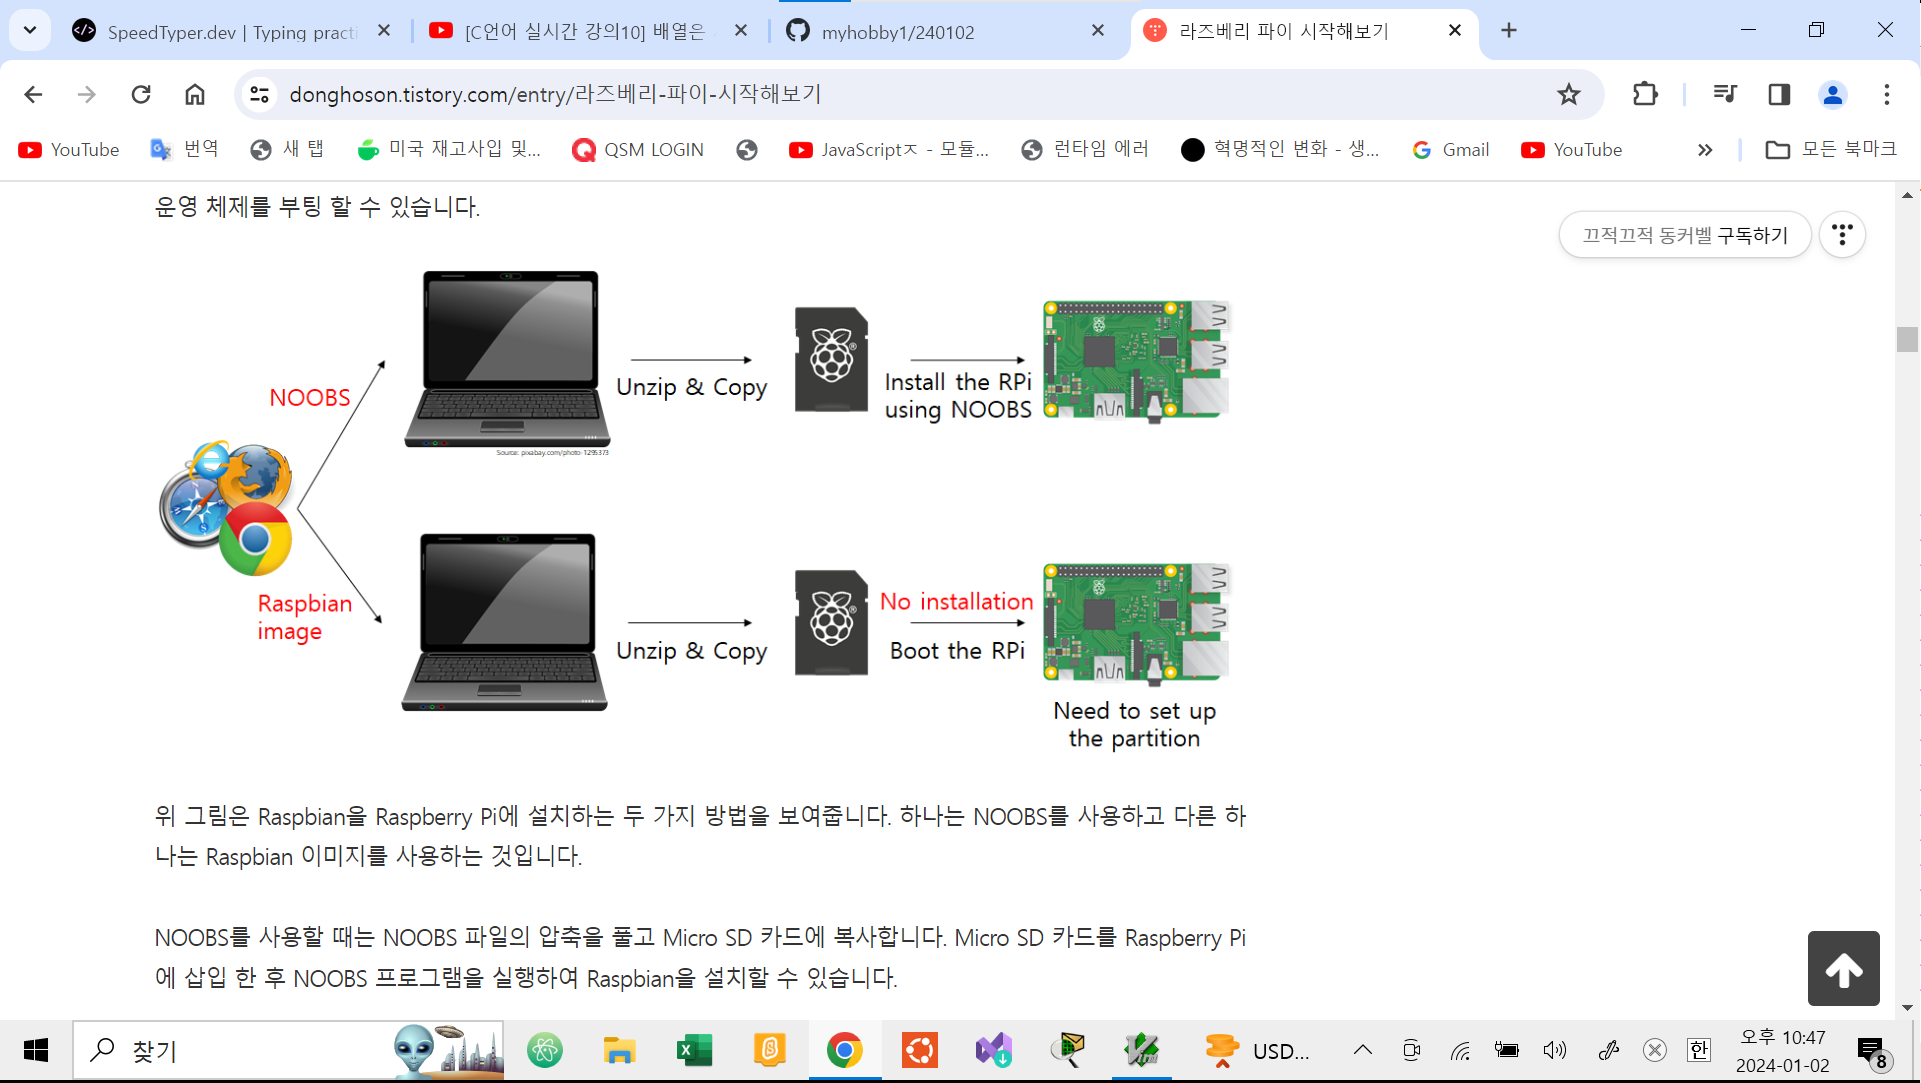 SpeedTyper.dev | Typing practi
[C언어 실시간 강의10] 배열은
myhobby1/240102
라즈베리 파이 시작해보기
donghoson.tistory.com/entry/라즈베리-파이-시작해보기
YouTube
번역
새 탭
미국 재고사입 및...
QSM LOGIN
JavaScriptㅈ - 모듈...
런타임 에러
혁명적인 변화 - 생...
Gmail
YouTube
모든 북마크
운영 체제를 부팅 할 수 있습니다.
끄적끄적 동커벨 구독하기
NOOBS
Unzip & Copy
Install the RPi
using NOOBS
Source: pixabay.com/photo-1295373
Raspbian
image
Unzip & Copy
No installation
Boot the RPi
Need to set up
the partition
위 그림은 Raspbian을 Raspberry Pi에 설치하는 두 가지 방법을 보여줍니다. 하나는 NOOBS를 사용하고 다른 하
나는 Raspbian 이미지를 사용하는 것입니다.
NOOBS를 사용할 때는 NOOBS 파일의 압축을 풀고 Micro SD 카드에 복사합니다. Micro SD 카드를 Raspberry Pi
에 삽입 한 후 NOOBS 프로그램을 실행하여 Raspbian을 설치할 수 있습니다.
찾기
USD...
한
오후 10:47
2024-01-02
8